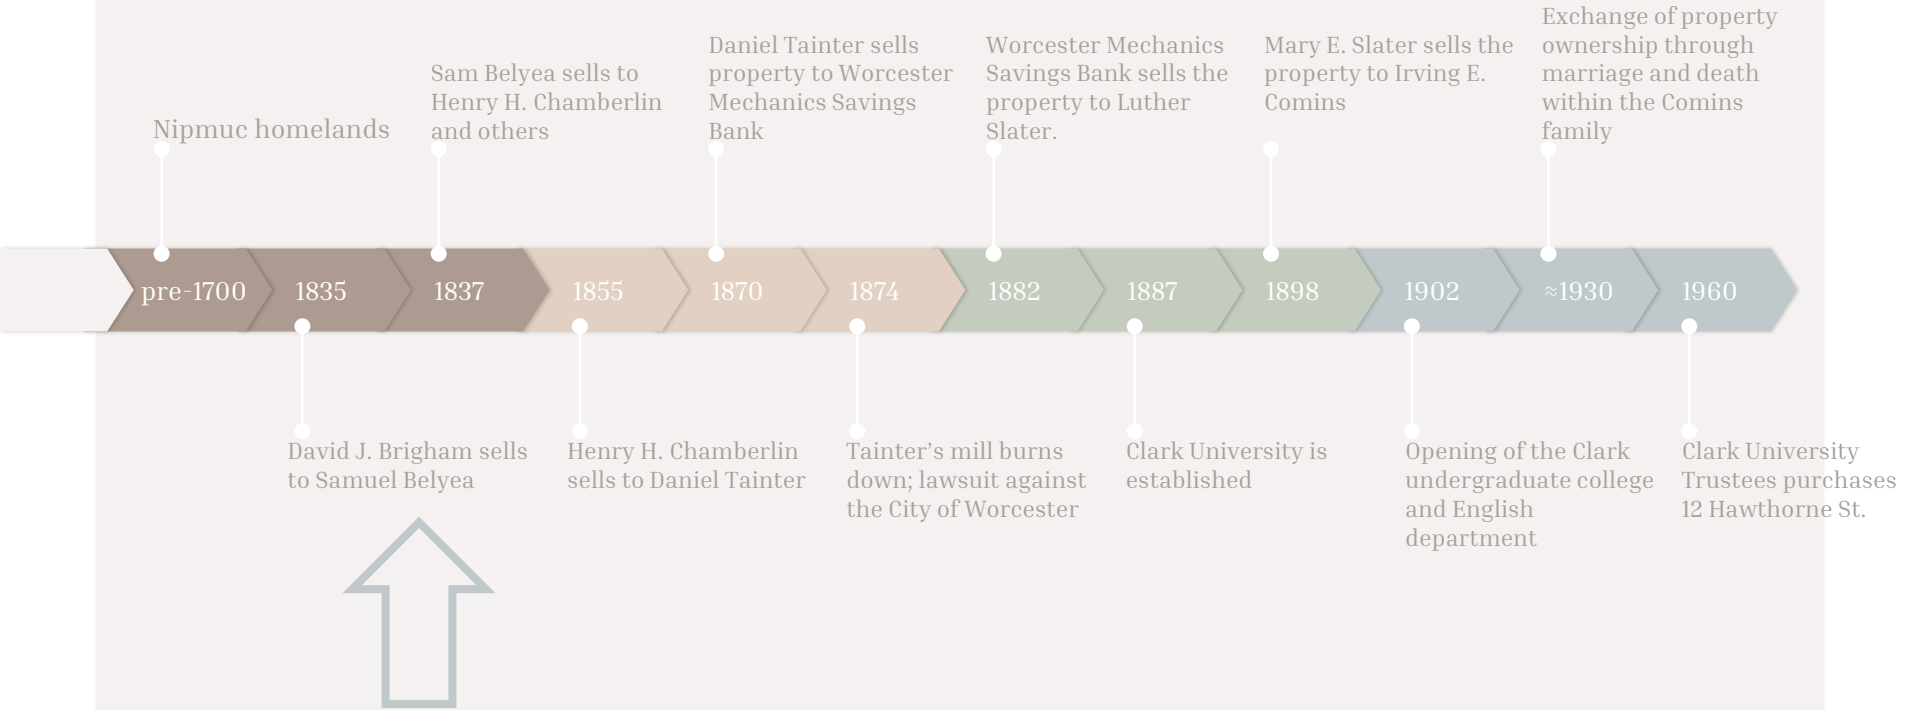 Nipmuc homelands
Sam Belyea sells to
Henry H. Chamberlin
and others
Daniel Tainter sells
property to Worcester
Mechanics Savings
Bank
Worcester Mechanics
Savings Bank sells the
property to Luther
Slater.
Mary E. Slater sells the
property to Irving E.
Comins
Exchange of property
ownership through
marriage and death
within the Comins
family
pre-1700
1835
1837
1855
1870
1874
1882
1887
1898
1902
≈1930
1960
David J. Brigham sells
to Samuel Belyea
Henry H. Chamberlin
sells to Daniel Tainter
Tainter’s mill burns
down; lawsuit against
the City of Worcester
Clark University is
established
Opening of the Clark
undergraduate college
and English
department
Clark University
Trustees purchases
12 Hawthorne St.